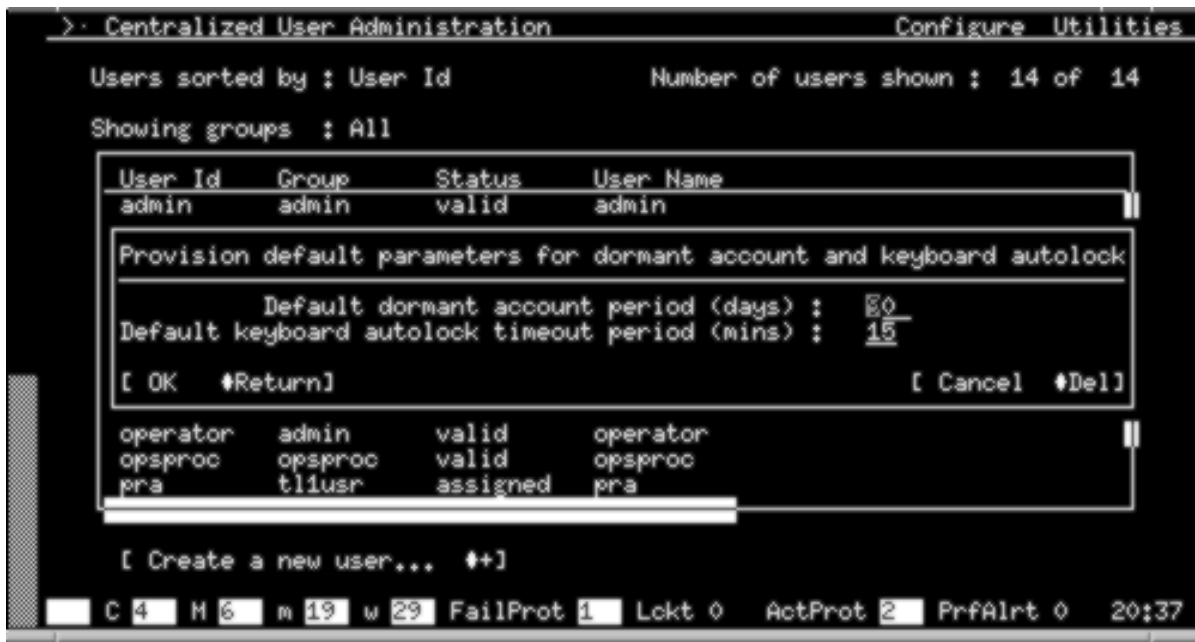 >· Centralized User Administration Configure Utilities
Users sorted by : User Id Number of users shown : 14 of 14
Showing groups : All
User Id Group Status User Name
admin admin valid admin
Provision default parameters for dormant account and keyboard autolock
Default dormant account period (days) :
Default keyboard autolock timeout period (mins) : 15
[ OK ♦Return] [ Cancel ♦Del]
operator admin valid operator
opsproc opsproc valid opsproc
pra tl1usr assigned pra
[ Create a new user... ♦+]
C 4 M 6 m 19 w 29 FailProt 1 Lckt 0 ActProt 2 PrfAlrt 0 20:37